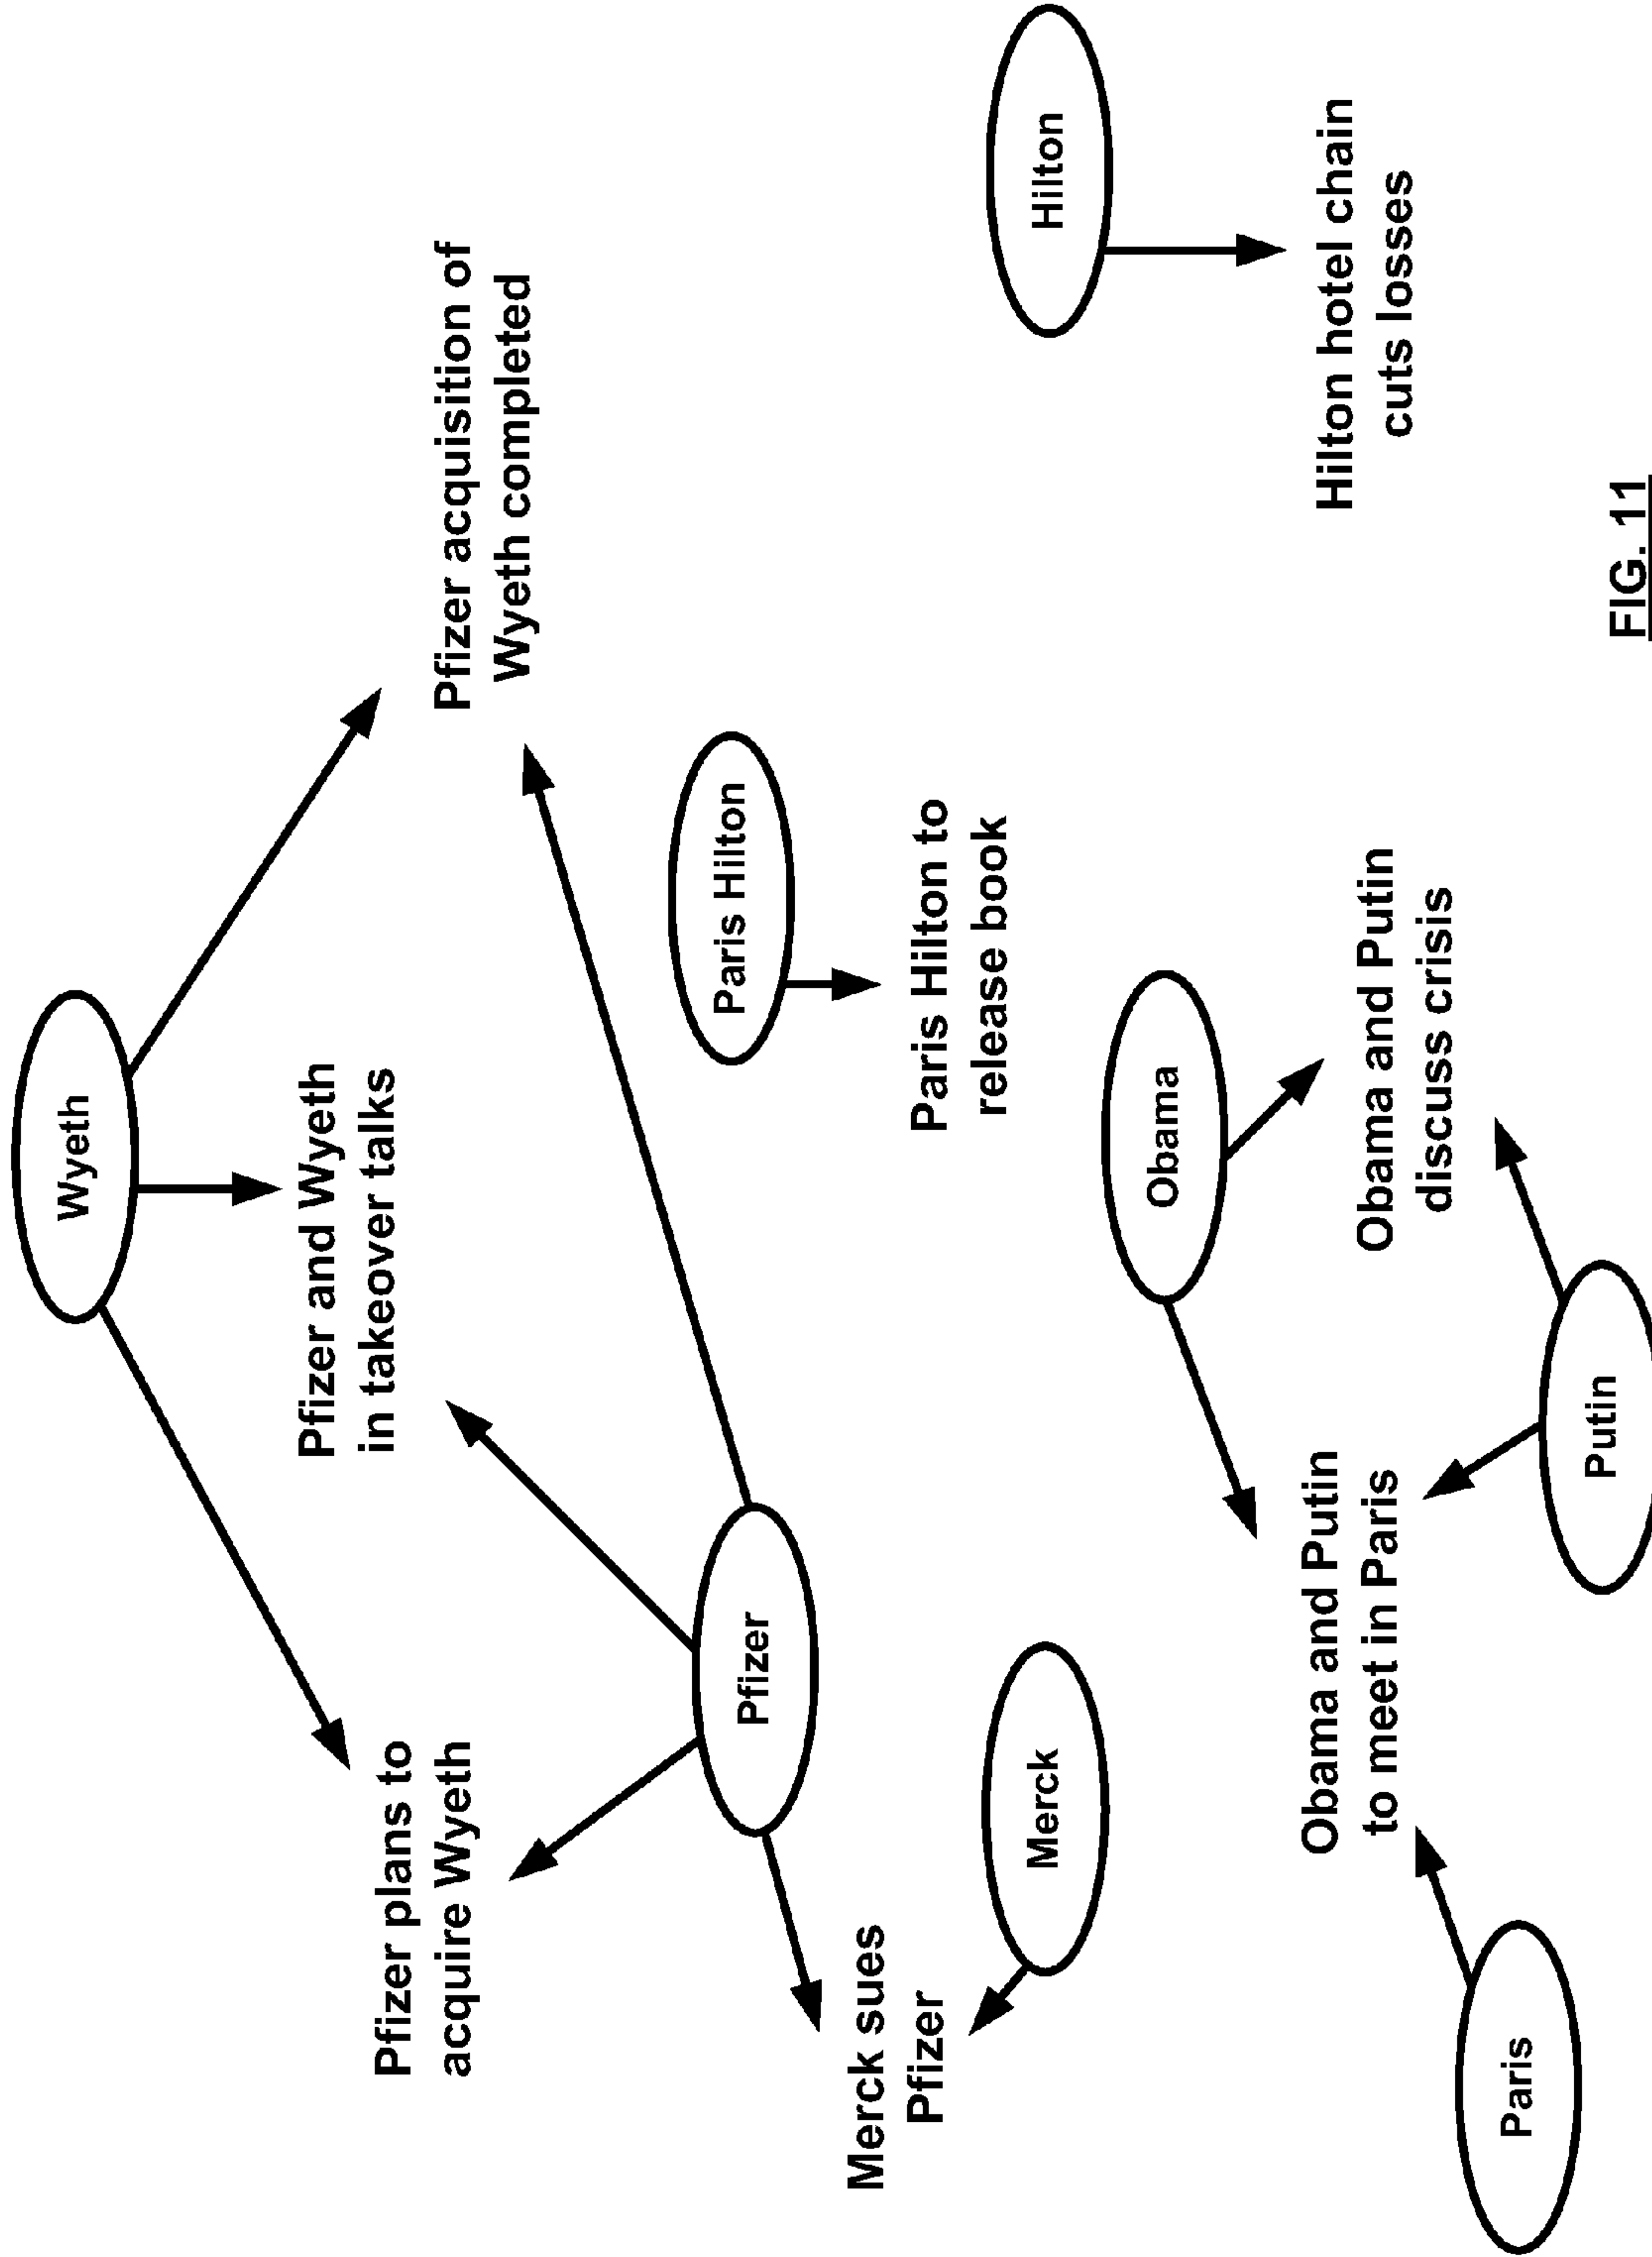 Wyeth
Pfizer and Wyeth
in takeover talks
Pfizer plans to
acquire Wyeth
Pfizer acquisition of
Wyeth completed
Pfizer
Paris Hilton
Merck sues
Pfizer
Paris Hilton to
release book
Merck
Hilton
Obama
Obama and Putin
to meet in Paris
Obama and Putin
discuss crisis
Hilton hotel chain
cuts losses
Paris
Putin
FIG. 11